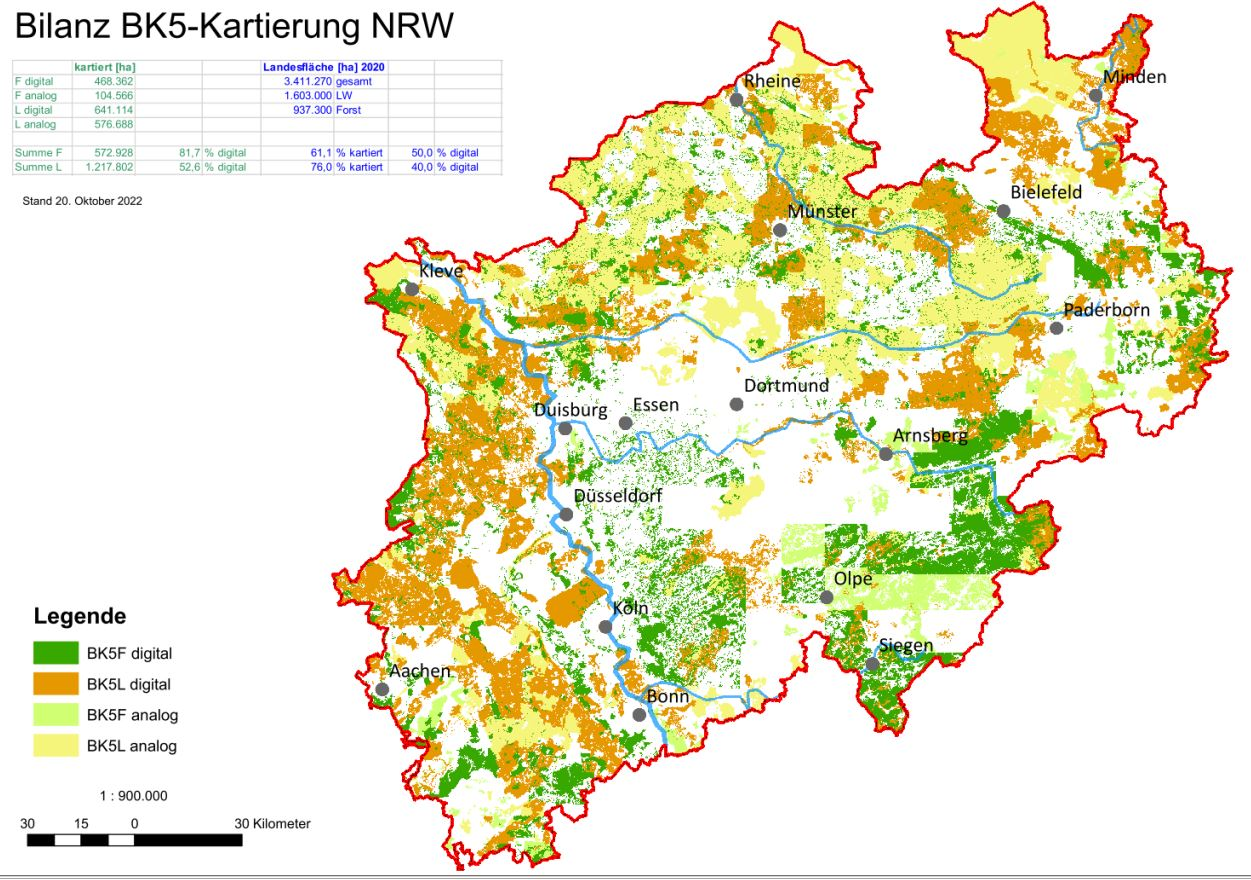 Bilanz BK5-Kartierung NRW
kartiert [ha] Landesfläche [ha] 2020
F digital 468.362 3.411.270 gesamt
F analog 104.566 1.603.000 LW
L digital 641.114 937.300 Forst
L analog 576.688
Summe F 572.928 81,7 % digital 61,1 % kartiert 50,0 % digital
Summe L 1.217.802 52,6 % digital 76,0 % kartiert 40,0 % digital
Stand 20. Oktober 2022
Rheine
Minden
Bielefeld
Münster
Kleve
Paderborn
Dortmund
Duisburg
Essen
Arnsberg
Düsseldorf
Olpe
Köln
Siegen
Aachen
Bonn
Legende
BK5F digital
BK5L digital
BK5F analog
BK5L analog
1 : 900.000
30 15 0 30 Kilometer